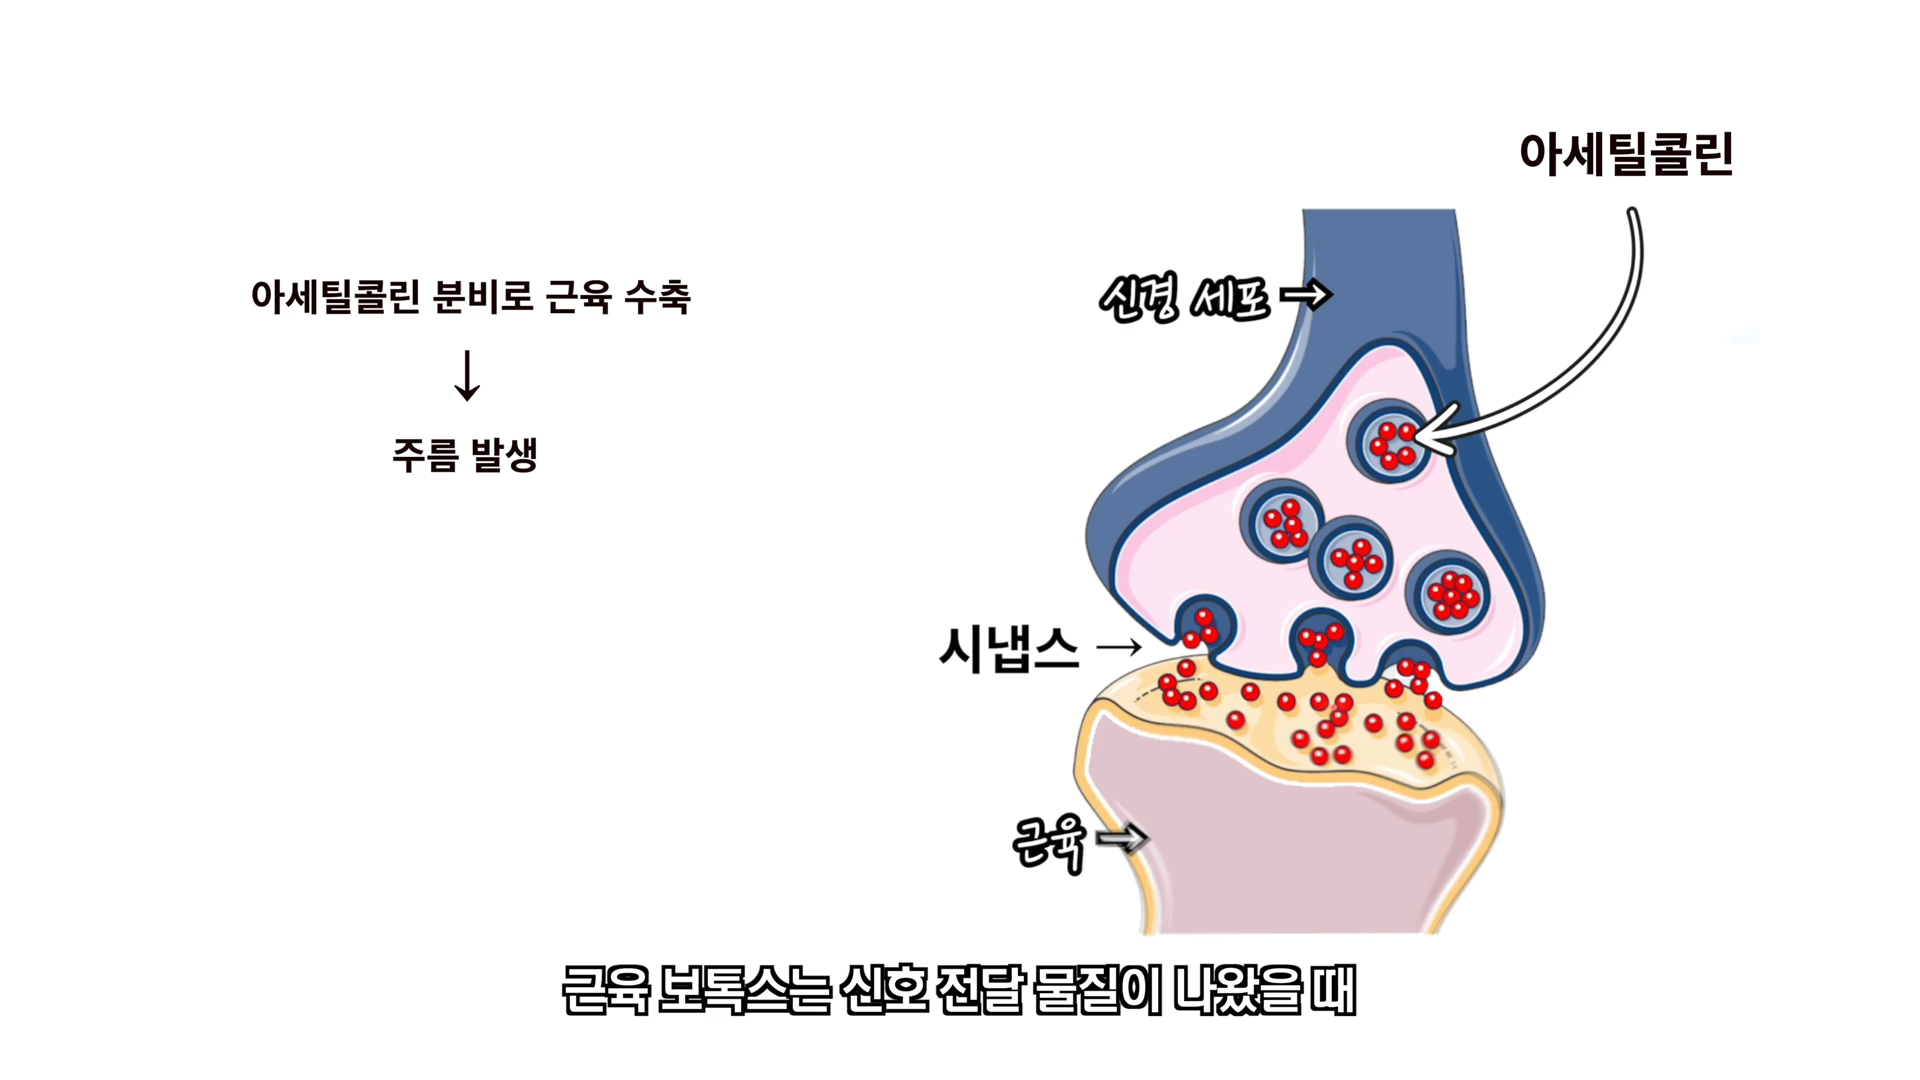 아세틸콜린
아세틸콜린 분비로 근육 수축
↓
주름 발생
신경 세포 →
시냅스 →
근육 →
근육 보톡스는 신호 전달 물질이 나왔을 때